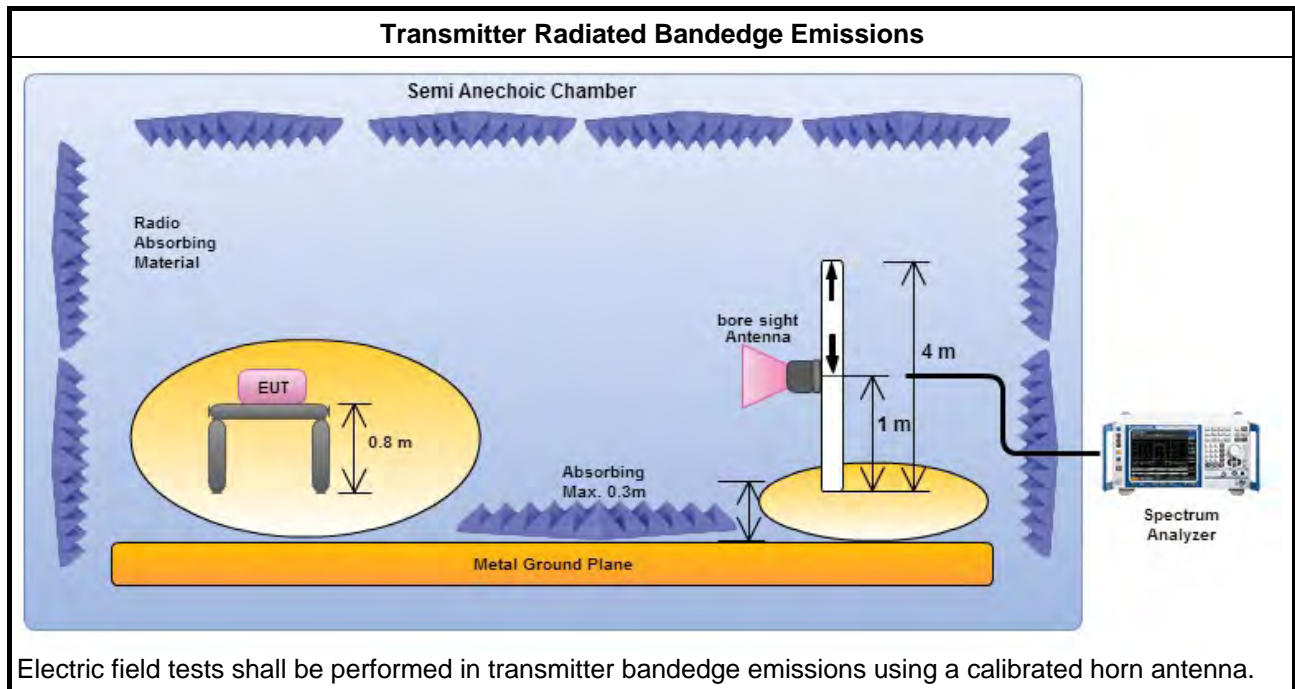 Transmitter Radiated Bandedge Emissions
Semi Anechoic Chamber
Radio
Absorbing
Material
bore sight
Antenna
4 m
EUT
0.8 m
1 m
Absorbing
Max. 0.3m
Spectrum
Analyzer
Metal Ground Plane
Electric field tests shall be performed in transmitter bandedge emissions using a calibrated horn antenna.